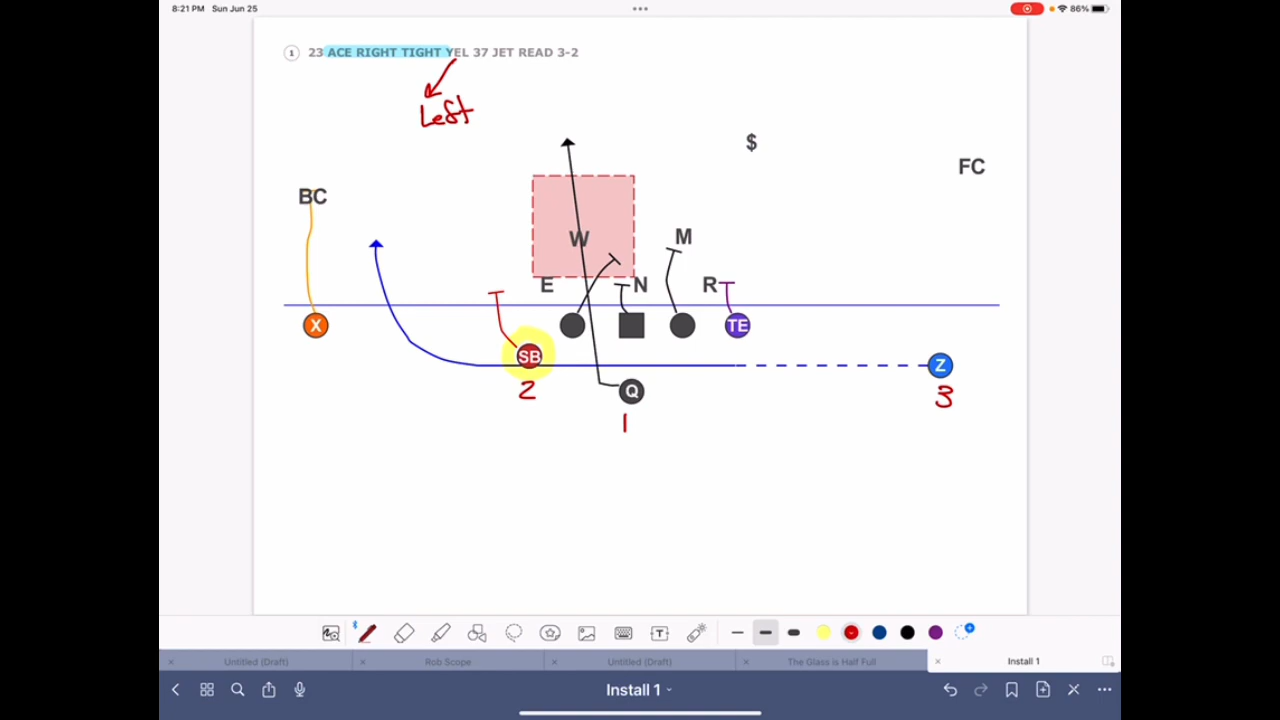 8:21 PM Sun Jun 25
86%
1 23 ACE RIGHT TIGHT YEL 37 JET READ 3-2
Left
$
FC
BC
W
M
E
N
R
X
TE
SB
Z
Q
2
3
1
T
Untitled (Draft)
Rob Scope
Untitled (Draft)
The Glass is Half Full
Install 1
Install 1